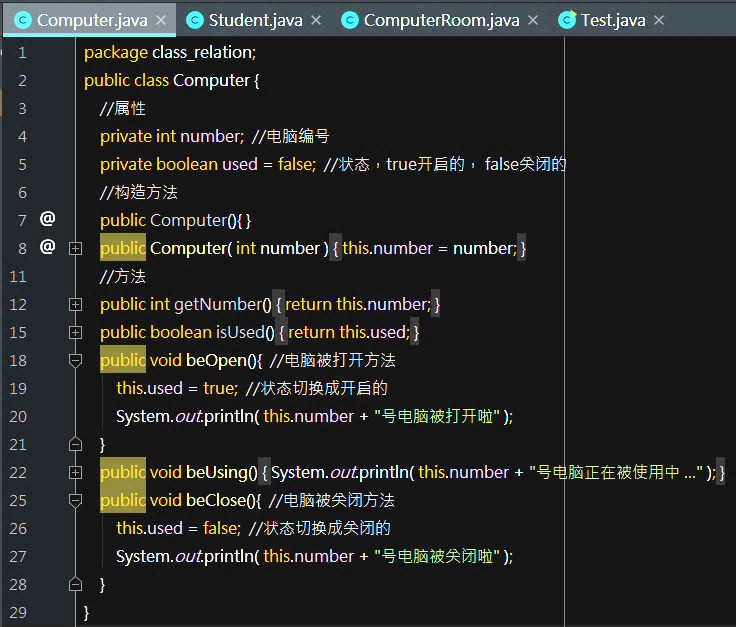 Computer.java × Student.java × ComputerRoom.java × Test.java ×
1 package class_relation;
2 public class Computer {
3 //属性
4 private int number; //电脑编号
5 private boolean used = false; //状态，true开启的， false关闭的
6 //构造方法
7 @ public Computer(){ }
8 @ public Computer( int number ) { this.number = number; }
11 //方法
12 public int getNumber() { return this.number; }
15 public boolean isUsed() { return this.used; }
18 public void beOpen(){ //电脑被打开方法
19 this.used = true; //状态切换成开启的
20 System.out.println( this.number + "号电脑被打开啦" );
21 }
22 public void beUsing() { System.out.println( this.number + "号电脑正在被使用中 ..." ); }
25 public void beClose(){ //电脑被关闭方法
26 this.used = false; //状态切换成关闭的
27 System.out.println( this.number + "号电脑被关闭啦" );
28 }
29 }